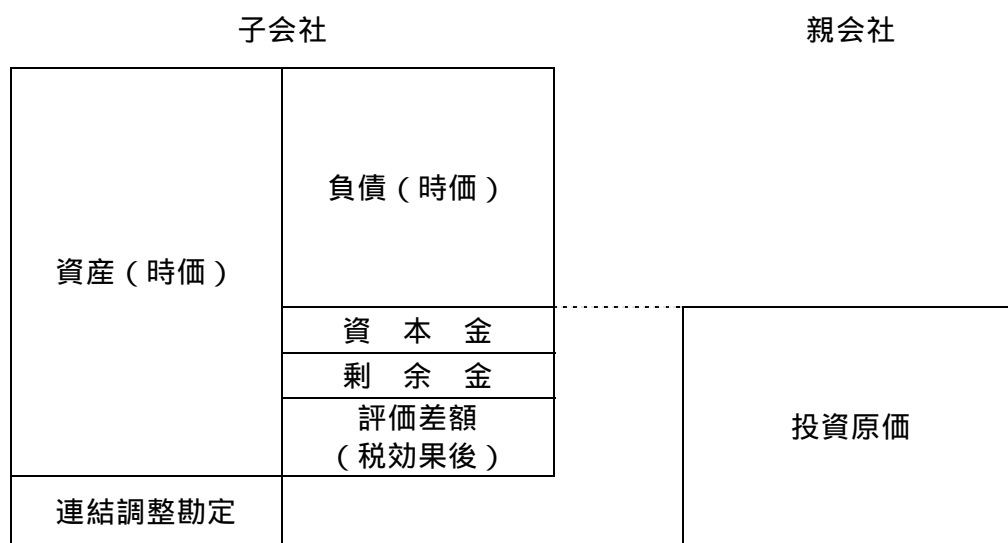 子会社
親会社
負債（時価）
資産（時価）
資　本　金
剰　余　金
評価差額
（税効果後）
投資原価
連結調整勘定